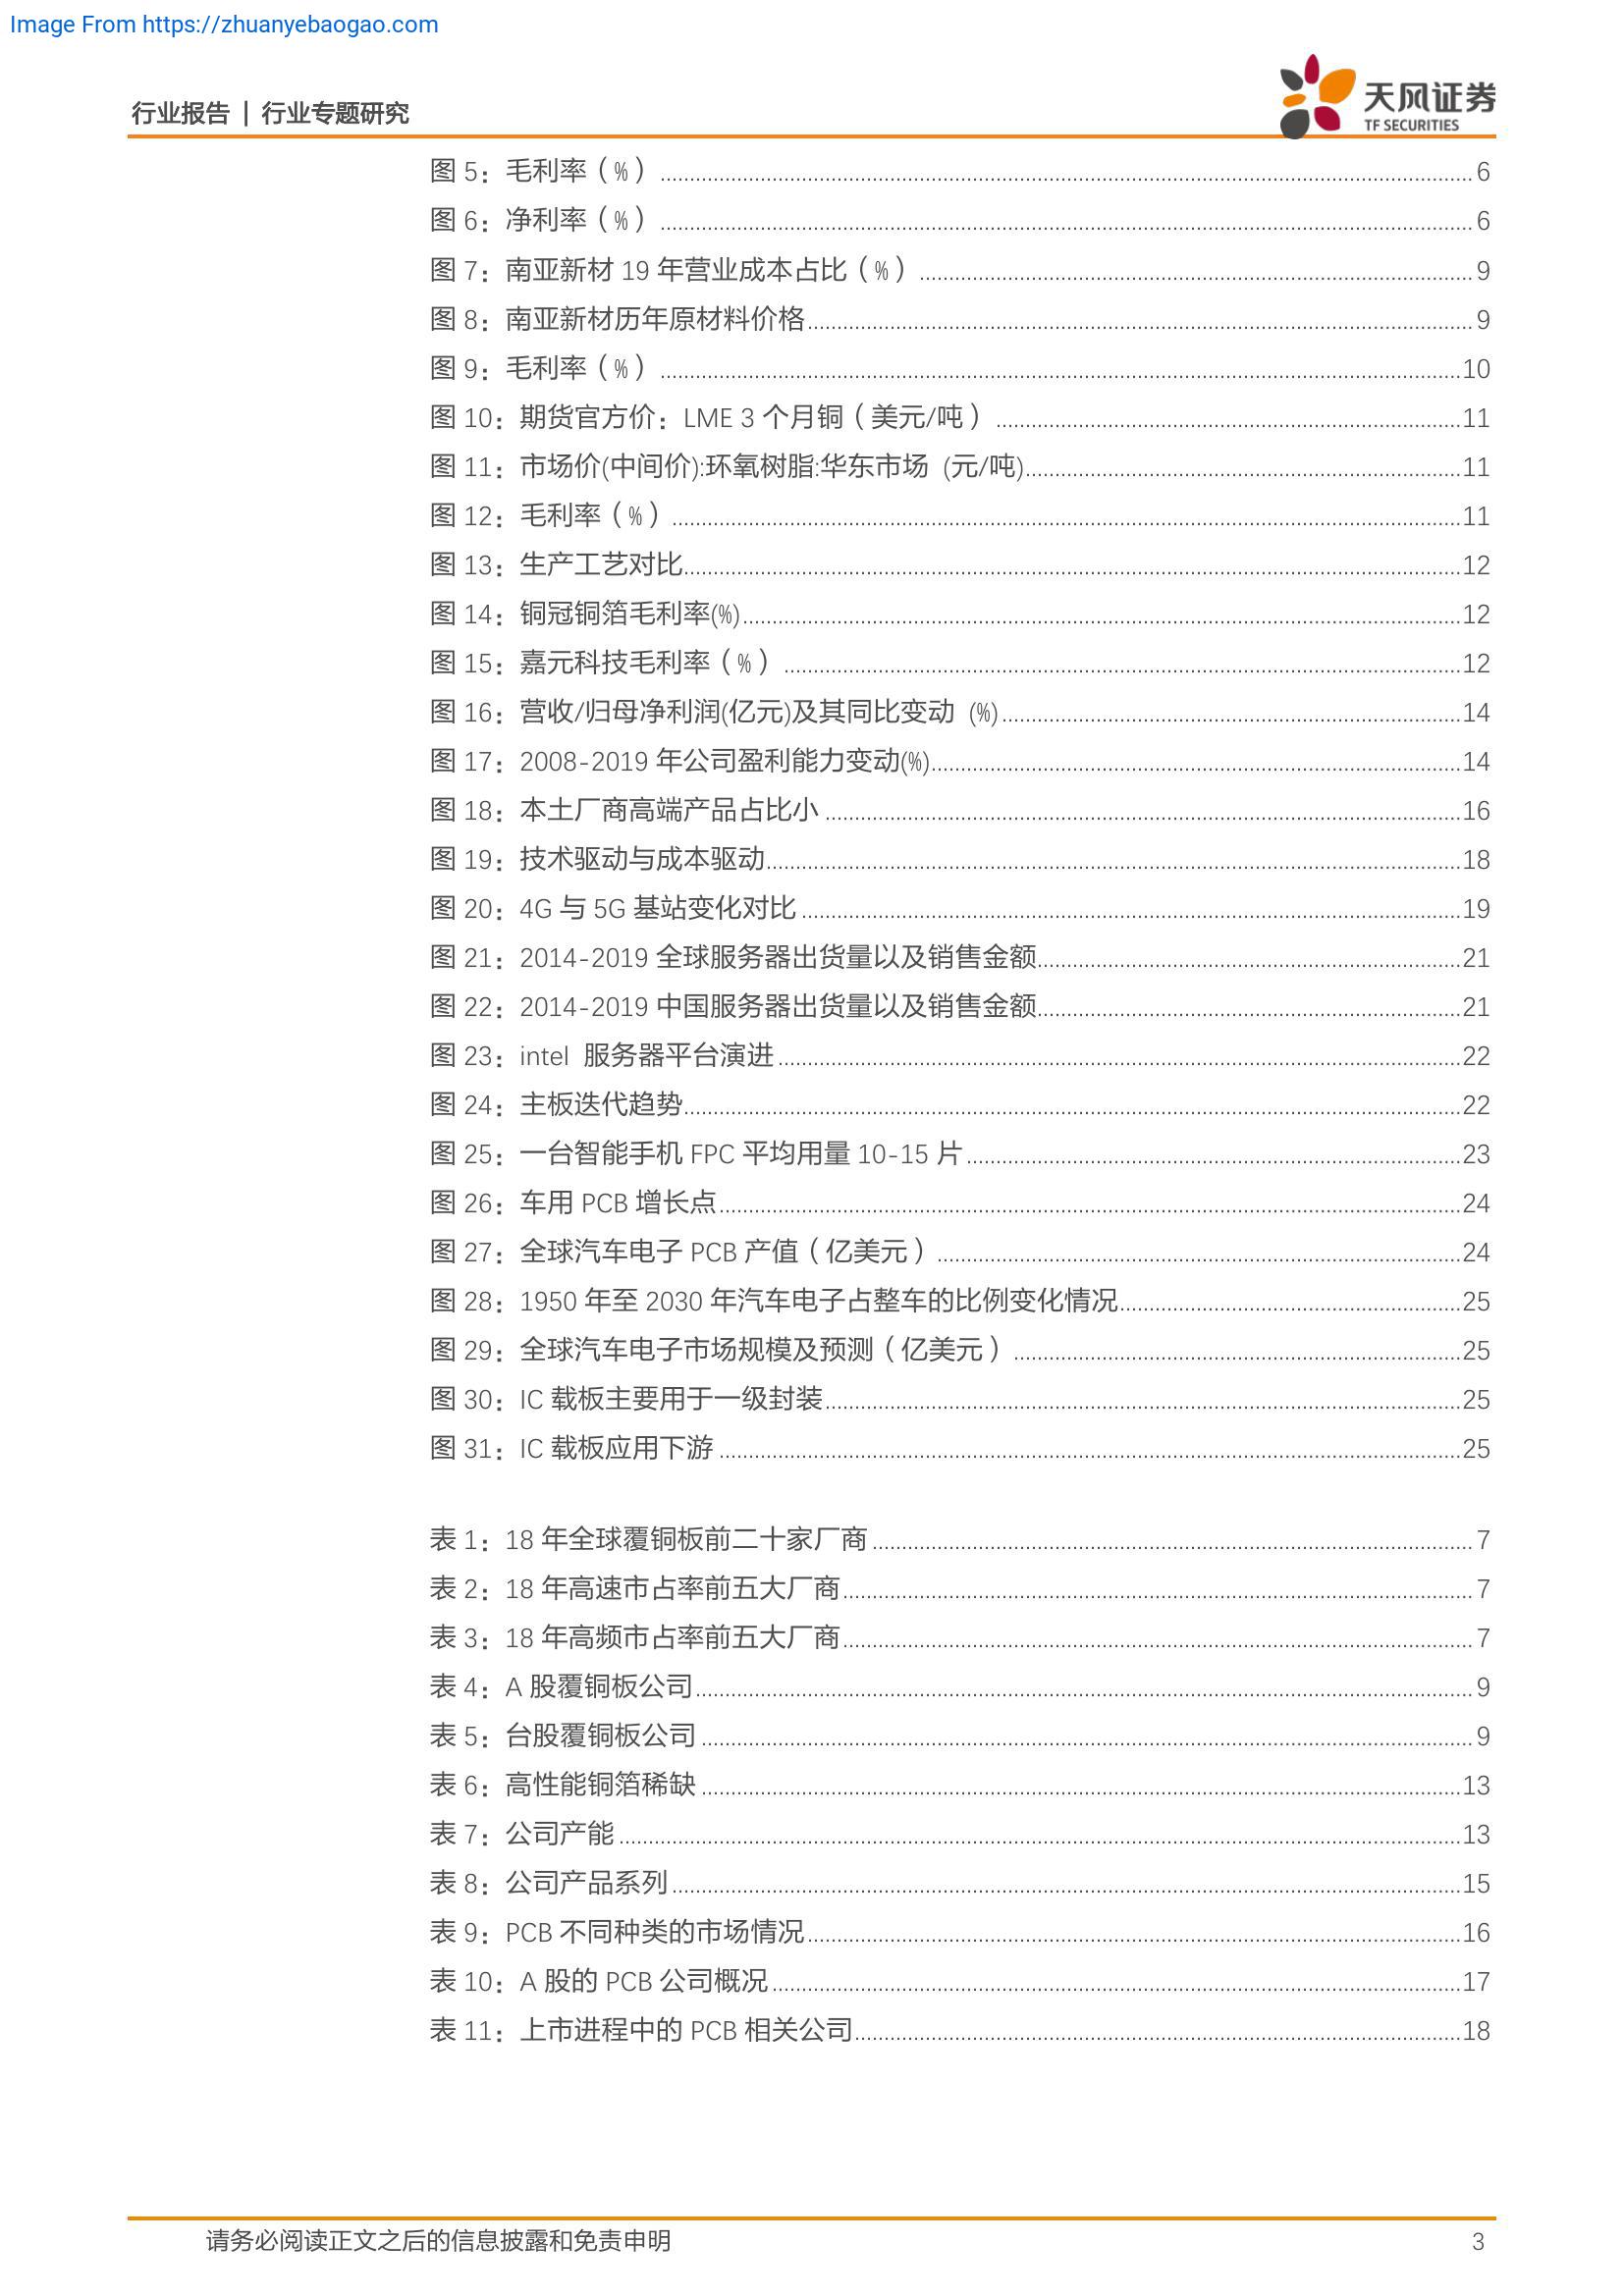 Image From https://zhuanyebaogao.com
行业报告 | 行业专题研究
天风证券
TF SECURITIES
图 5：毛利率（%）......6
图 6：净利率（%）......6
图 7：南亚新材 19 年营业成本占比（%）......9
图 8：南亚新材历年原材料价格......9
图 9：毛利率（%）......10
图 10：期货官方价：LME 3 个月铜（美元/吨）......11
图 11：市场价(中间价):环氧树脂:华东市场 (元/吨)......11
图 12：毛利率（%）......11
图 13：生产工艺对比......12
图 14：铜冠铜箔毛利率(%)......12
图 15：嘉元科技毛利率（%）......12
图 16：营收/归母净利润(亿元)及其同比变动 (%)......14
图 17：2008-2019 年公司盈利能力变动(%)......14
图 18：本土厂商高端产品占比小......16
图 19：技术驱动与成本驱动......18
图 20：4G 与 5G 基站变化对比......19
图 21：2014-2019 全球服务器出货量以及销售金额......21
图 22：2014-2019 中国服务器出货量以及销售金额......21
图 23：intel 服务器平台演进......22
图 24：主板迭代趋势......22
图 25：一台智能手机 FPC 平均用量 10-15 片......23
图 26：车用 PCB 增长点......24
图 27：全球汽车电子 PCB 产值（亿美元）......24
图 28：1950 年至 2030 年汽车电子占整车的比例变化情况......25
图 29：全球汽车电子市场规模及预测（亿美元）......25
图 30：IC 载板主要用于一级封装......25
图 31：IC 载板应用下游......25
表 1：18 年全球覆铜板前二十家厂商......7
表 2：18 年高速市占率前五大厂商......7
表 3：18 年高频市占率前五大厂商......7
表 4：A 股覆铜板公司......9
表 5：台股覆铜板公司......9
表 6：高性能铜箔稀缺......13
表 7：公司产能......13
表 8：公司产品系列......15
表 9：PCB 不同种类的市场情况......16
表 10：A 股的 PCB 公司概况......17
表 11：上市进程中的 PCB 相关公司......18
请务必阅读正文之后的信息披露和免责申明
3